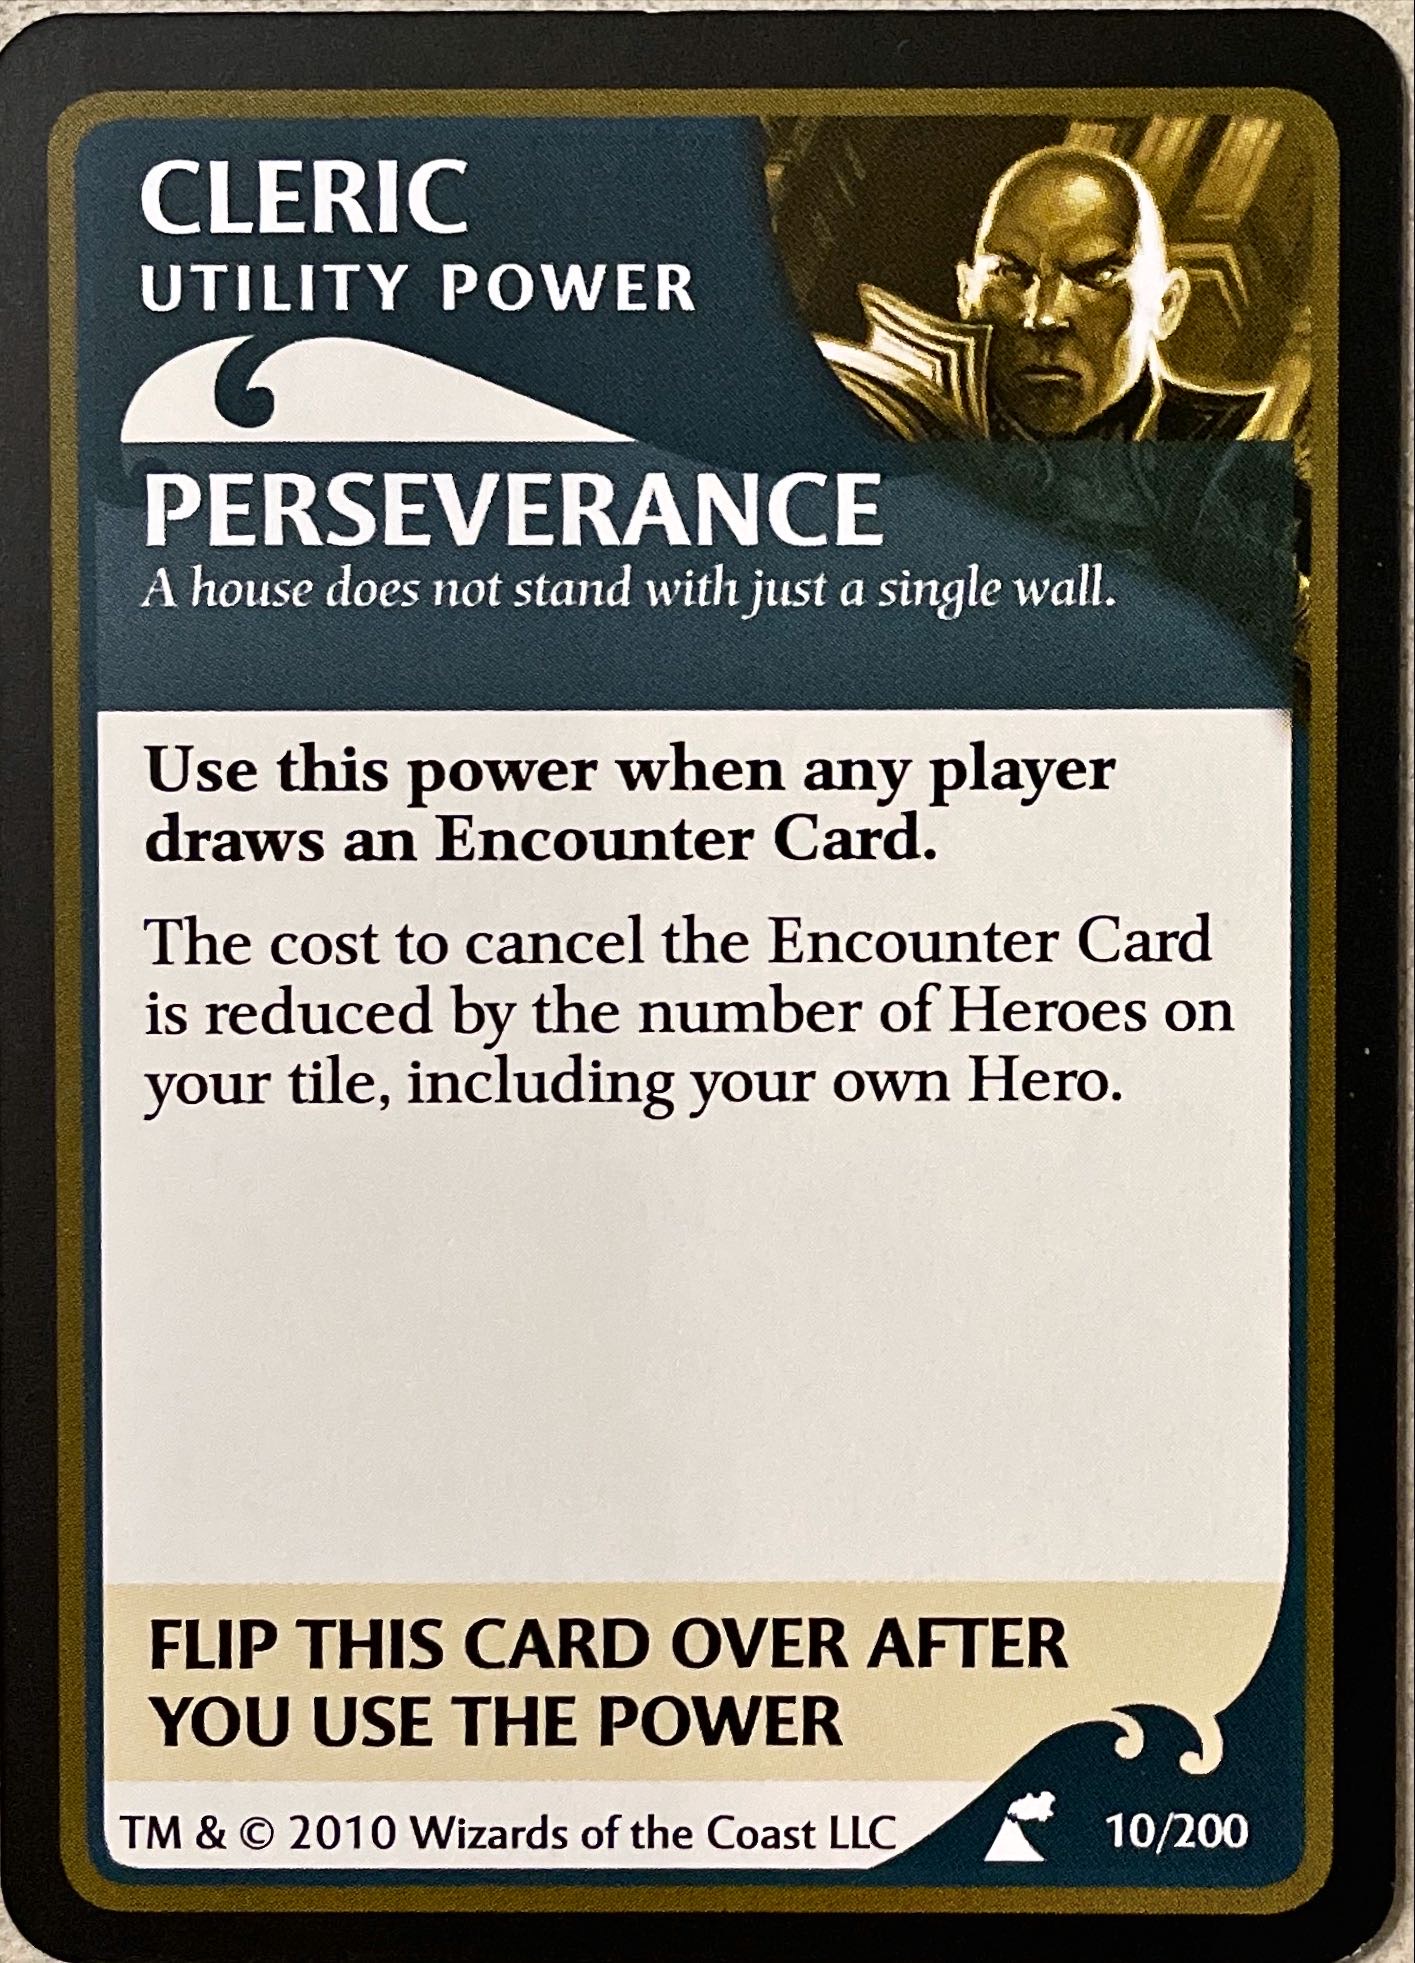 CLERIC
UTILITY POWER
PERSEVERANCE
A house does not stand with just a single wall.
Use this power when any player
draws an Encounter Card.
The cost to cancel the Encounter Card
is reduced by the number of Heroes on
your tile, including your own Hero.
FLIP THIS CARD OVER AFTER
YOU USE THE POWER
TM & © 2010 Wizards of the Coast LLC
10/200